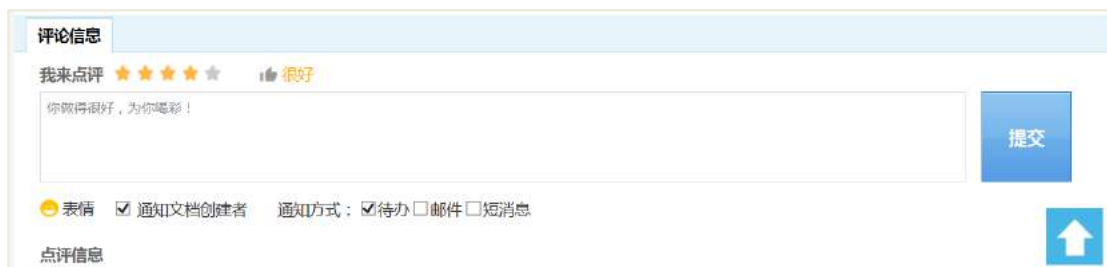 评论信息
我来点评 很好
你做得很好，为你喝彩！
提交
表情 通知文档创建者 通知方式：待办 邮件 短消息
点评信息